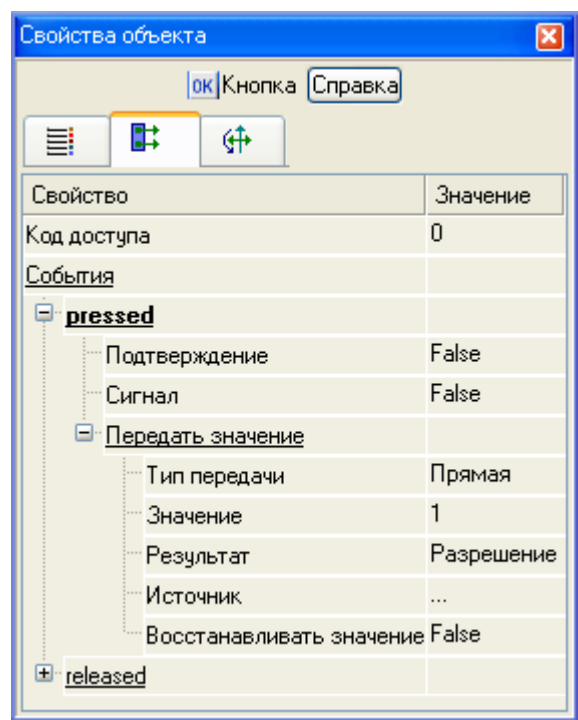 Свойства объекта
ОК Кнопка Справка
Свойство Значение
Код доступа 0
События
pressed
Подтверждение False
Сигнал False
Передать значение
Тип передачи Прямая
Значение 1
Результат Разрешение
Источник ...
Восстанавливать значение False
released